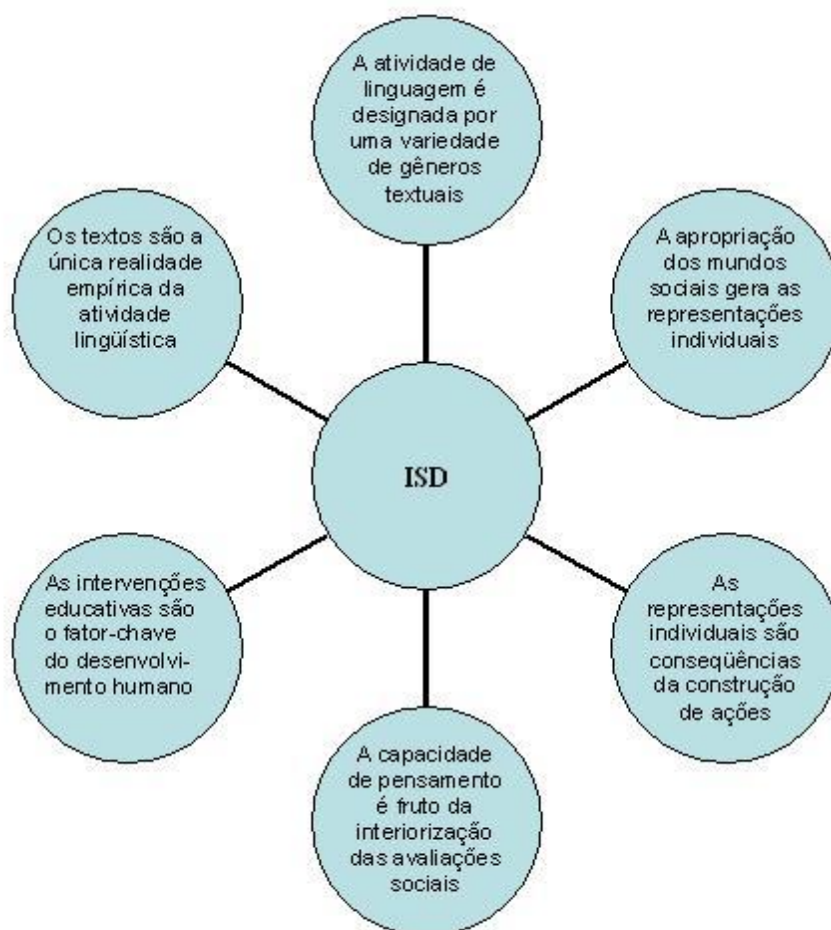 A atividade de
linguagem é
designada por
uma variedade
de gêneros
textuais
Os textos são a
única realidade
empírica da
atividade
lingüística
A apropriação
dos mundos
sociais gera as
representações
individuais
ISD
As intervenções
educativas são
o fator-chave
do desenvolvi-
mento humano
As
representações
individuais são
conseqüências
da construção
de ações
A capacidade
de pensamento
é fruto da
interiorização
das avaliações
sociais